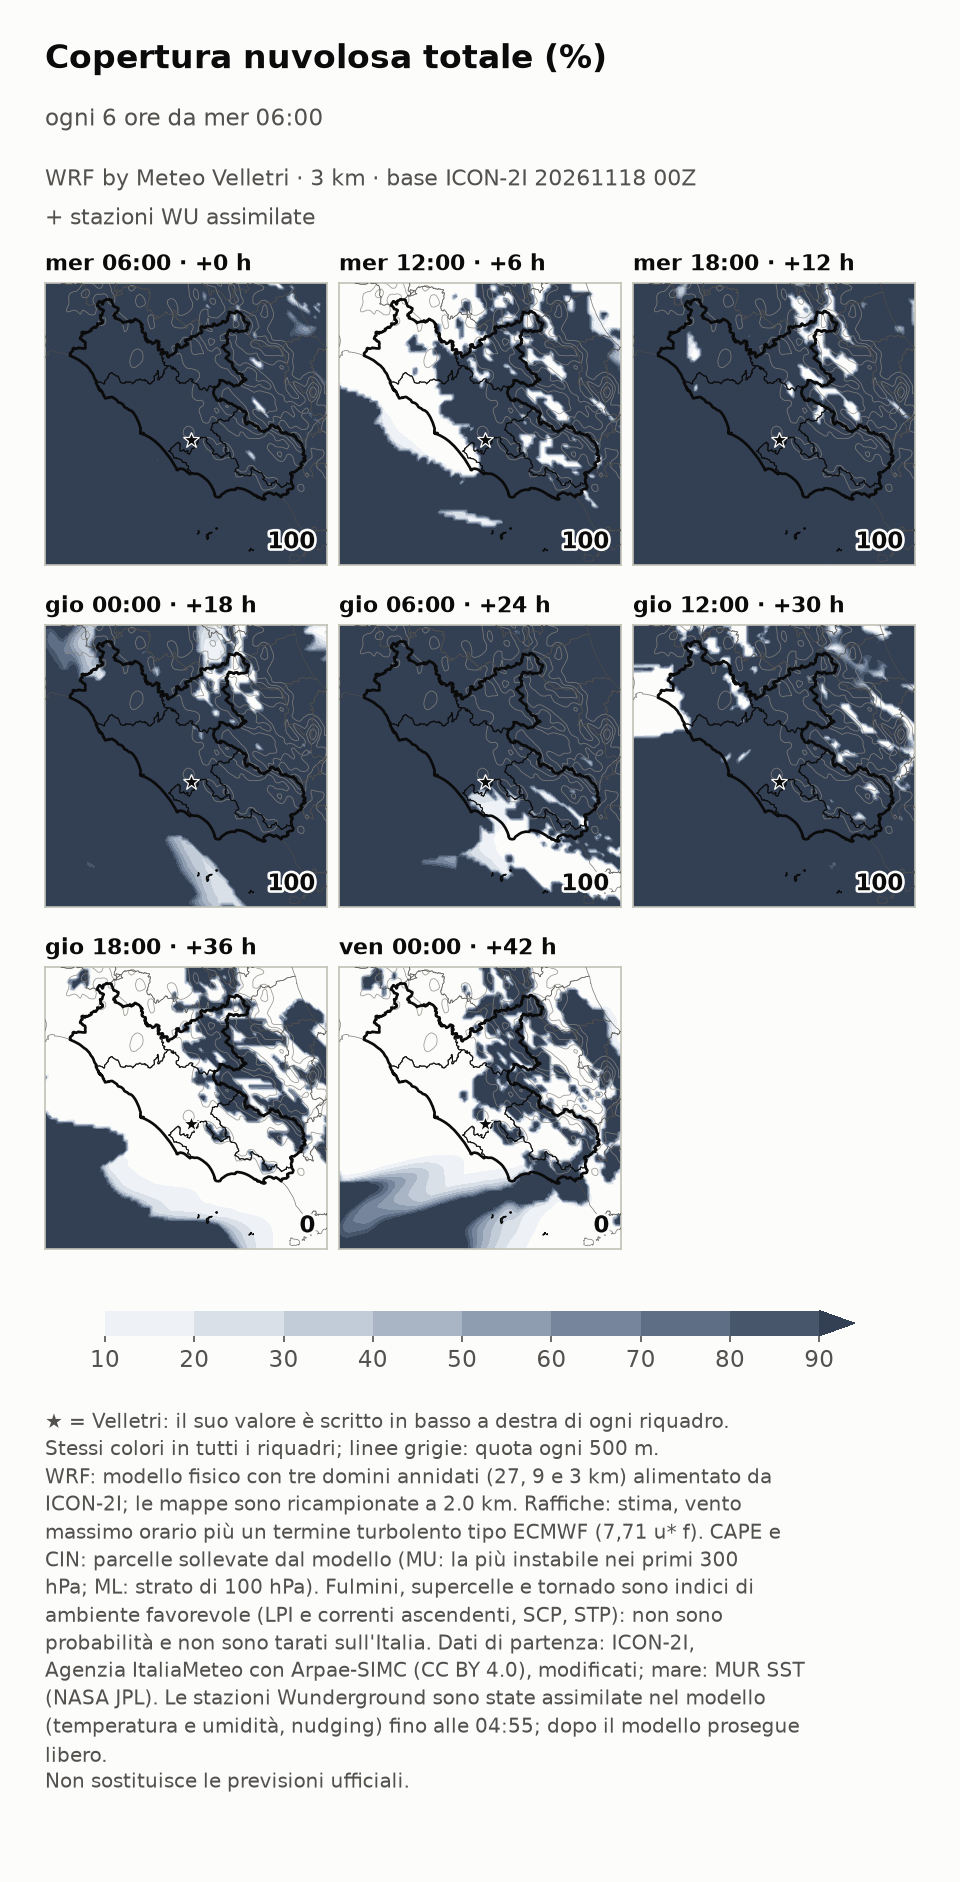 Copertura nuvolosa totale (%)
ogni 6 ore da mer 06:00
WRF by Meteo Velletri · 3 km · base ICON-2I 20261118 00Z
+ stazioni WU assimilate
mer 06:00 · +0 h
mer 12:00 · +6 h
mer 18:00 · +12 h
100
100
100
gio 00:00 · +18 h
gio 06:00 · +24 h
gio 12:00 · +30 h
100
100
100
gio 18:00 · +36 h
ven 00:00 · +42 h
0
0
10 20 30 40 50 60 70 80 90
★ = Velletri: il suo valore è scritto in basso a destra di ogni riquadro.
Stessi colori in tutti i riquadri; linee grigie: quota ogni 500 m.
WRF: modello fisico con tre domini annidati (27, 9 e 3 km) alimentato da
ICON-2I; le mappe sono ricampionate a 2.0 km. Raffiche: stima, vento
massimo orario più un termine turbolento tipo ECMWF (7,71 u* f). CAPE e
CIN: parcelle sollevate dal modello (MU: la più instabile nei primi 300
hPa; ML: strato di 100 hPa). Fulmini, supercelle e tornado sono indici di
ambiente favorevole (LPI e correnti ascendenti, SCP, STP): non sono
probabilità e non sono tarati sull'Italia. Dati di partenza: ICON-2I,
Agenzia ItaliaMeteo con Arpae-SIMC (CC BY 4.0), modificati; mare: MUR SST
(NASA JPL). Le stazioni Wunderground sono state assimilate nel modello
(temperatura e umidità, nudging) fino alle 04:55; dopo il modello prosegue
libero.
Non sostituisce le previsioni ufficiali.